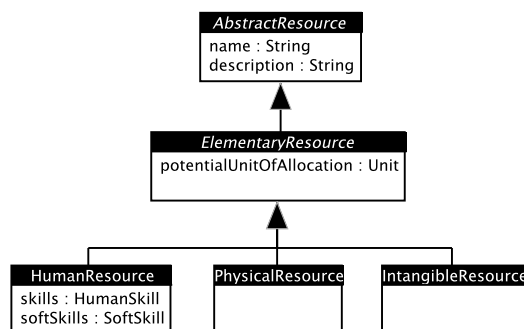 AbstractResource
name : String
description : String
ElementaryResource
potentialUnitOfAllocation : Unit
HumanResource
skills : HumanSkill
softSkills : SoftSkill
PhysicalResource
IntangibleResource